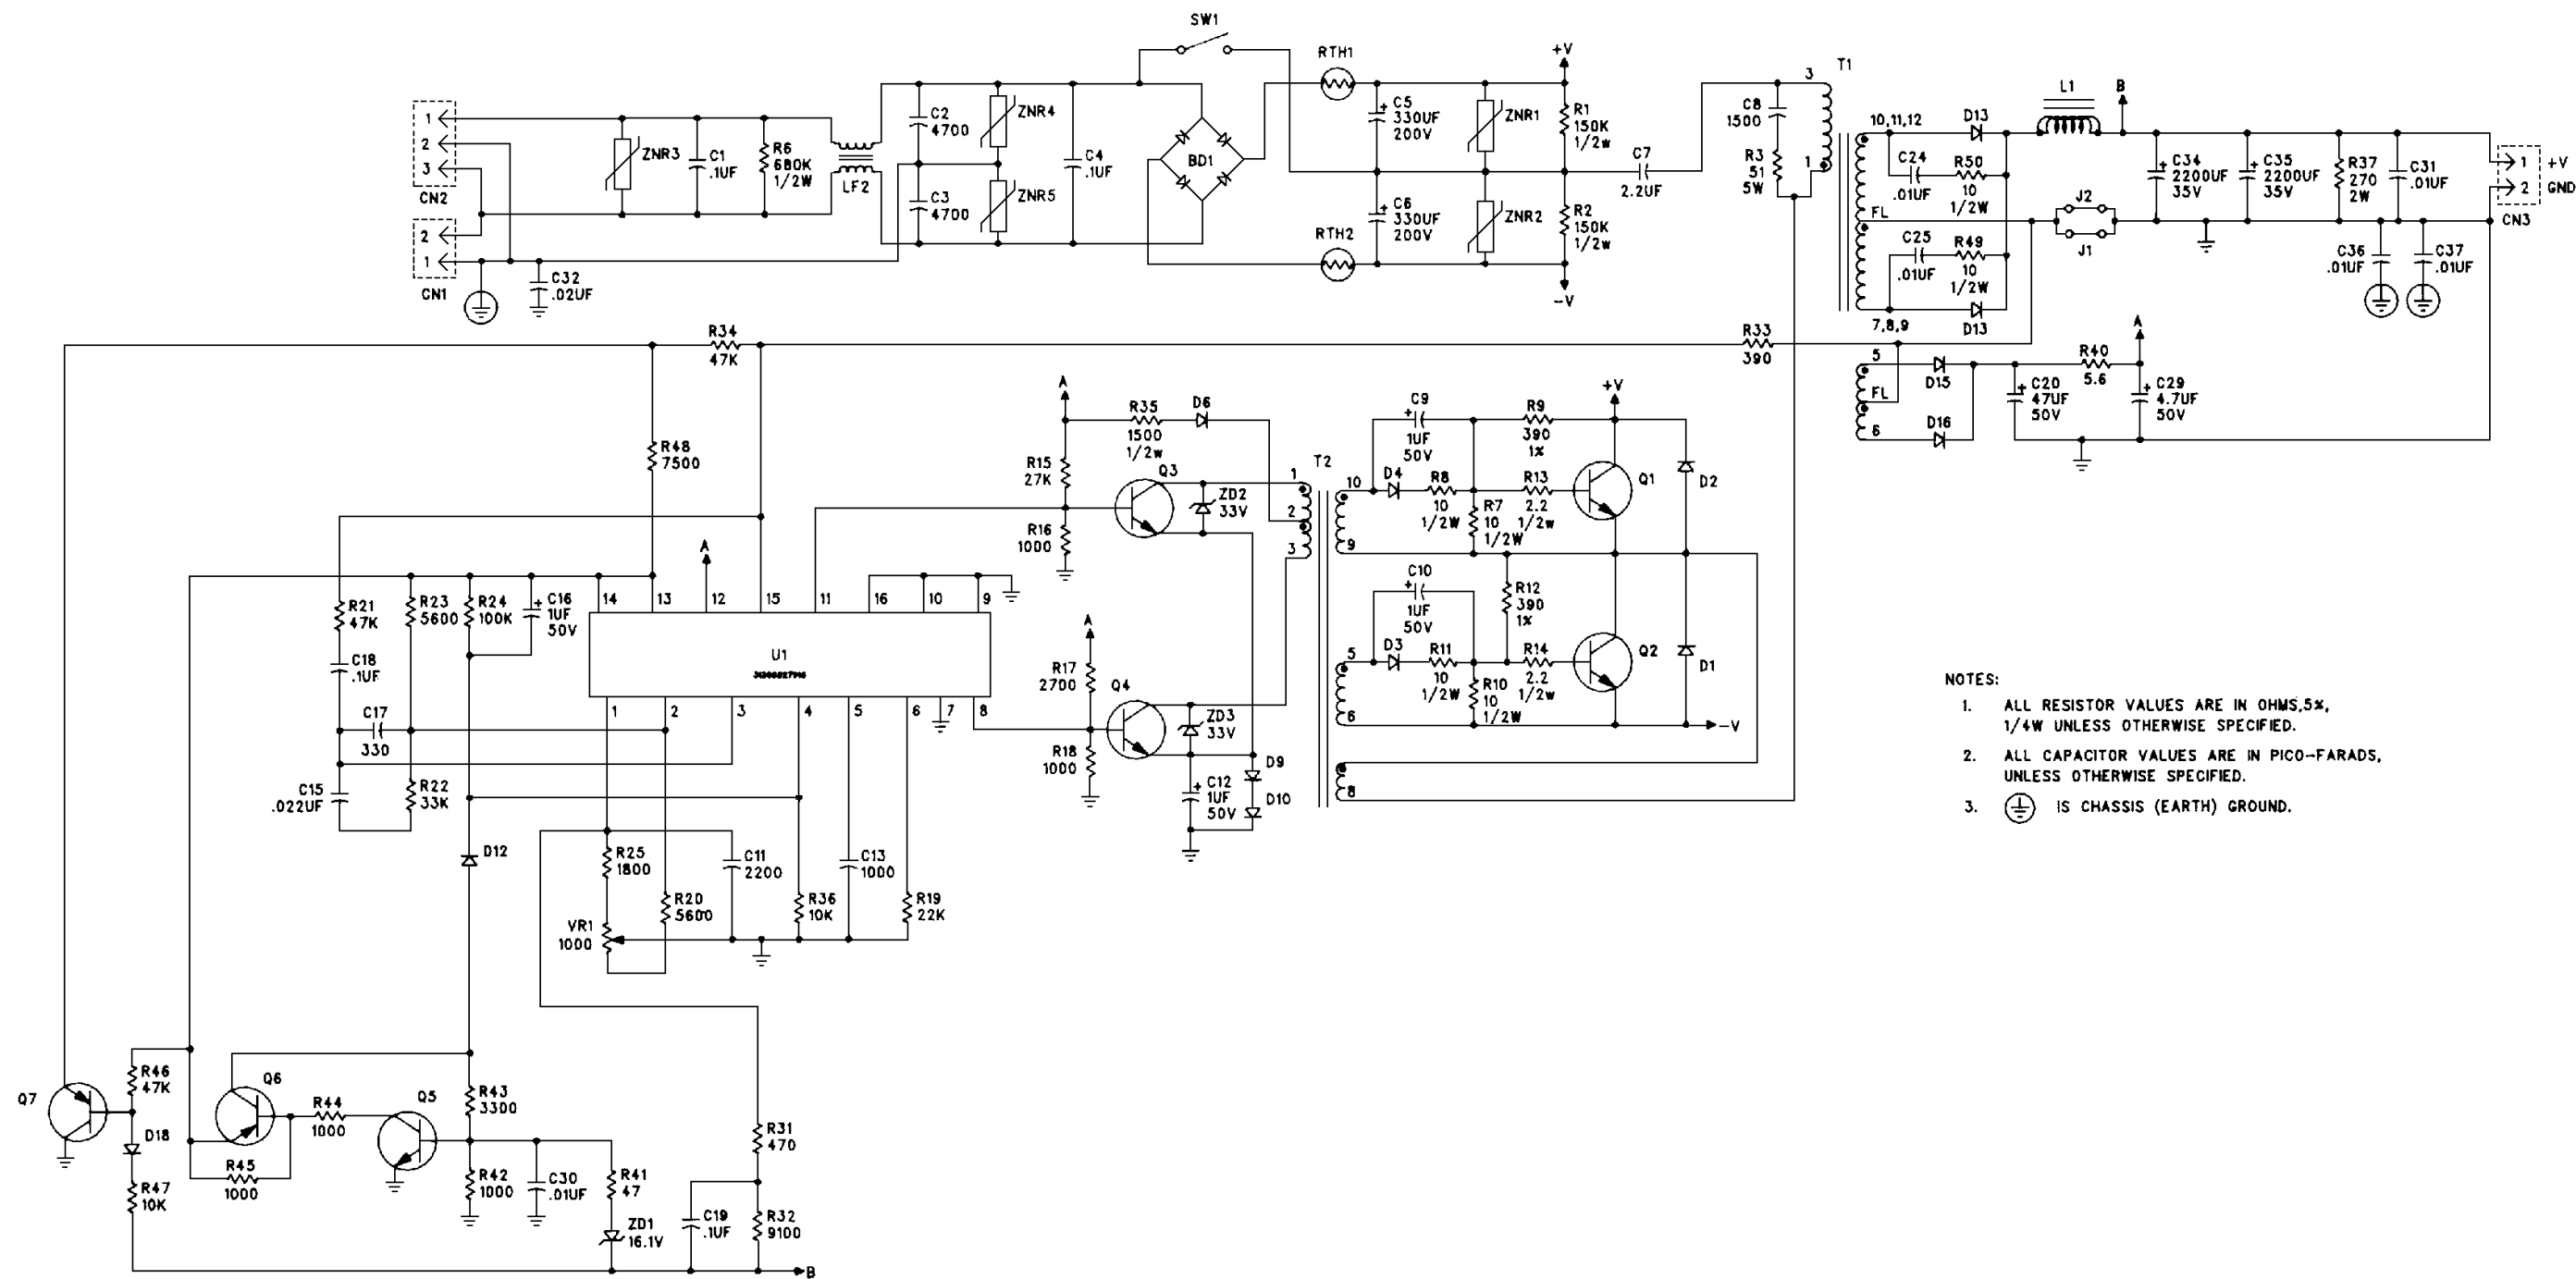 SW1
RTH1
+V
T1
3
L1
B
1
2
3
CN2
ZNR3
C1
.1UF
R6
680K
1/2W
LF2
C2
4700
ZNR4
C3
4700
ZNR5
C4
.1UF
BD1
C5
330UF
200V
ZNR1
R1
150K
1/2w
C7
2.2UF
C6
330UF
200V
ZNR2
R2
150K
1/2w
RTH2
-V
C8
1500
R3
51
5W
1
10,11,12
D13
C24
.01UF
R50
10
1/2W
FL
C25
.01UF
R49
10
1/2W
7,8,9
D13
J2
J1
C34
2200UF
35V
C35
2200UF
35V
R37
270
2W
C31
.01UF
1
+V
2
GND
CN3
C36
.01UF
C37
.01UF
2
1
CN1
C32
.02UF
R34
47K
R33
390
A
5
D15
FL
6
D16
R40
5.6
C20
47UF
50V
C29
4.7UF
50V
R48
7500
A
R35
1500
1/2w
D6
R15
27K
Q3
ZD2
33V
R16
1000
T2
1
2
3
10
9
C9
1UF
50V
D4
R8
10
1/2W
R7
10
1/2W
R9
390
1%
R13
2.2
1/2w
+V
Q1
D2
A
R21
47K
R23
5600
R24
100K
C16
1UF
50V
14
13
12
15
11
16
10
9
U1
1
2
3
4
5
6
7
8
C18
.1UF
C17
330
C15
.022UF
R22
33K
A
R17
2700
Q4
ZD3
33V
R18
1000
C12
1UF
50V
D9
D10
C10
1UF
50V
R12
390
1%
5
D3
R11
10
1/2W
R14
2.2
1/2w
R10
10
1/2W
Q2
D1
6
-V
8
NOTES:
1. ALL RESISTOR VALUES ARE IN OHMS,5%,
1/4W UNLESS OTHERWISE SPECIFIED.
2. ALL CAPACITOR VALUES ARE IN PICO-FARADS,
UNLESS OTHERWISE SPECIFIED.
3. IS CHASSIS (EARTH) GROUND.
D12
R25
1800
VR1
1000
R20
5600
C11
2200
R36
10K
C13
1000
R19
22K
Q7
R46
47K
D18
R47
10K
Q6
R44
1000
R45
1000
Q5
R43
3300
R42
1000
C30
.01UF
R41
47
ZD1
16.1V
R31
470
C19
.1UF
R32
9100
B